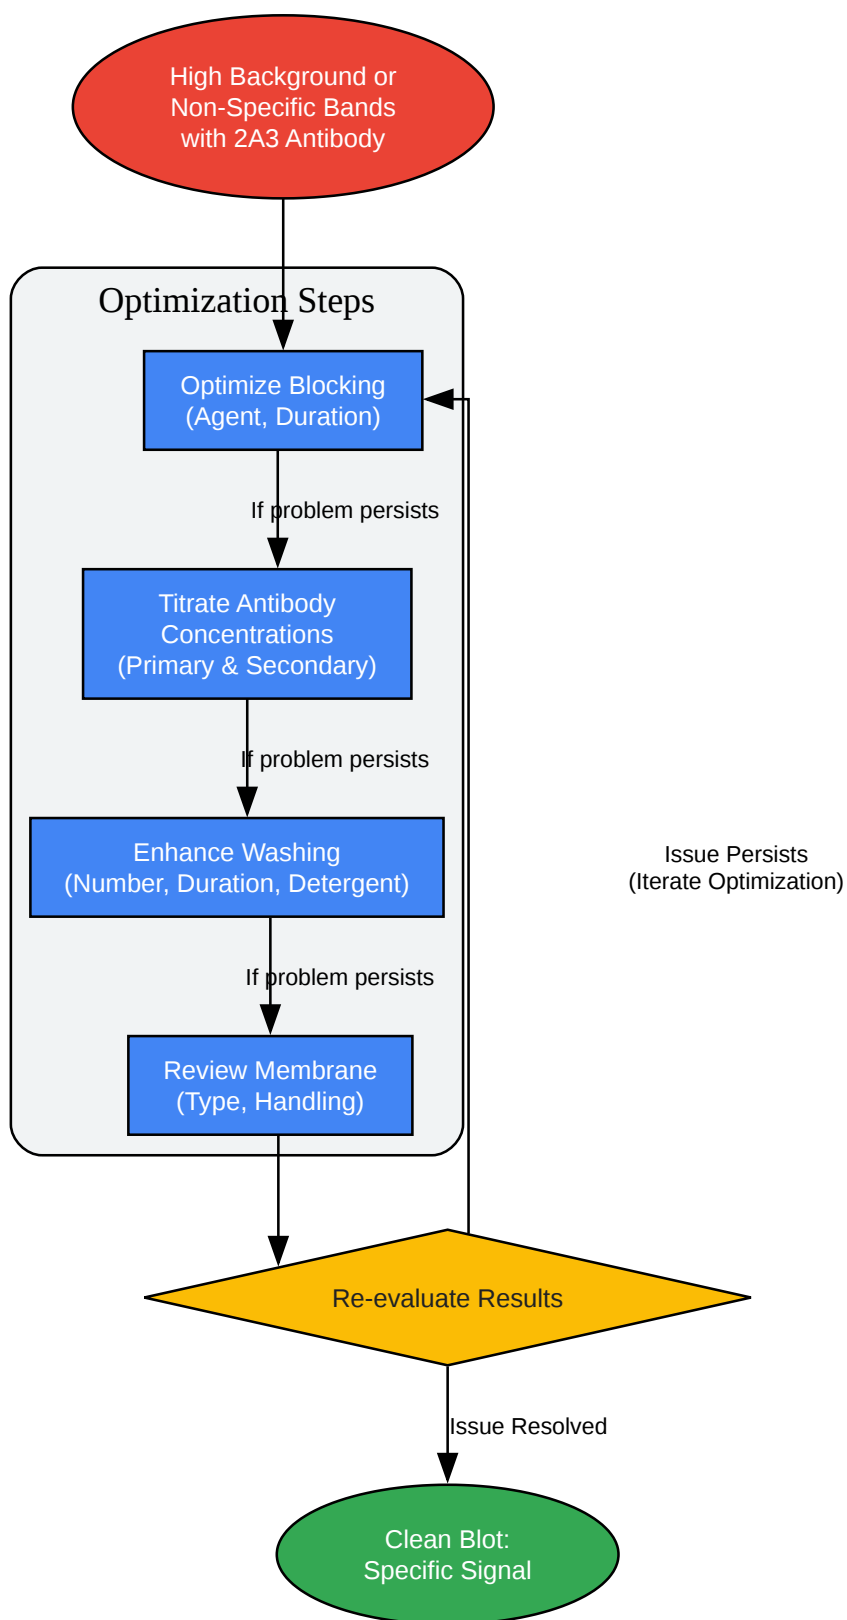 High Background or
Non-Specific Bands
with 2A3 Antibody
Optimization Steps
Optimize Blocking
(Agent, Duration)
If problem persists
Titrate Antibody
Concentrations
(Primary & Secondary)
If problem persists
Enhance Washing
(Number, Duration, Detergent)
Issue Persists
(Iterate Optimization)
If problem persists
Review Membrane
(Type, Handling)
Re-evaluate Results
Issue Resolved
Clean Blot:
Specific Signal